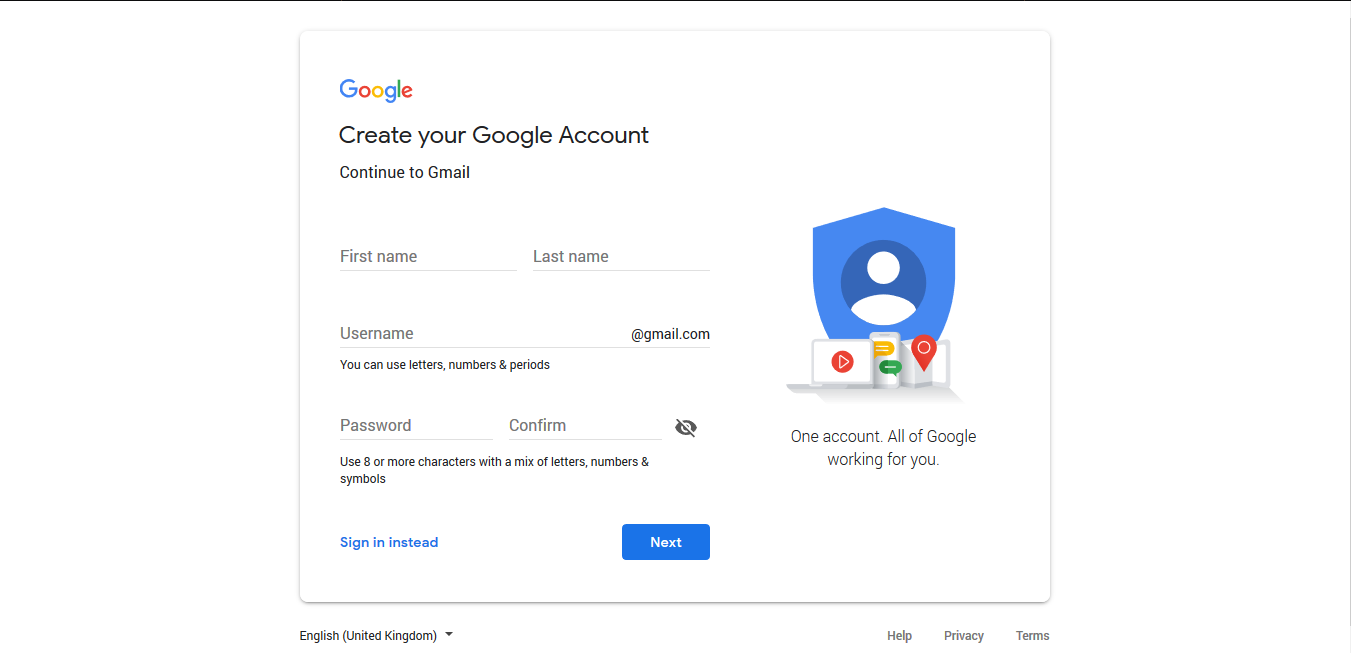 Google
Create your Google Account
Continue to Gmail
First name Last name
Username @gmail.com
You can use letters, numbers & periods
Password Confirm
Use 8 or more characters with a mix of letters, numbers &
symbols
Sign in instead Next
One account. All of Google
working for you.
English (United Kingdom) Help Privacy Terms